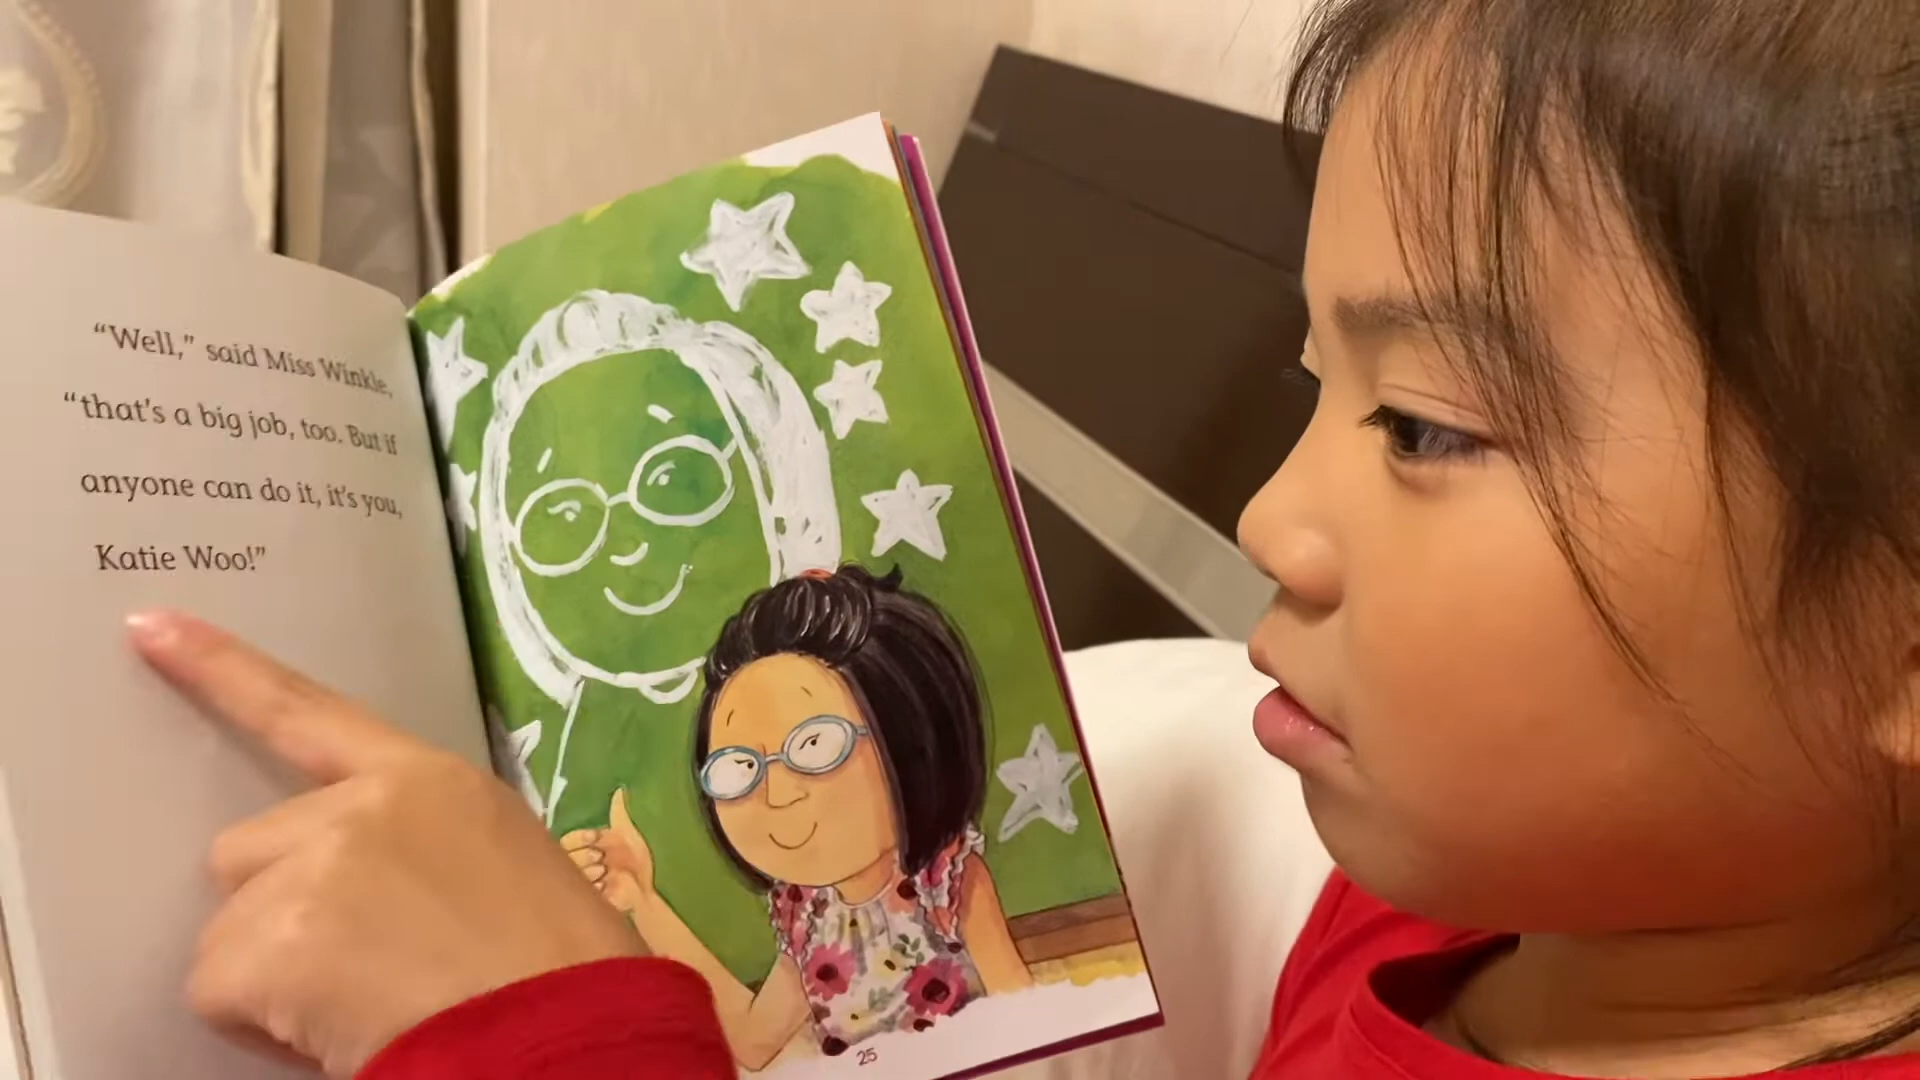 “Well,” said Miss Winkle,
“that’s a big job, too. But if
anyone can do it, it’s you,
Katie Woo!”
25